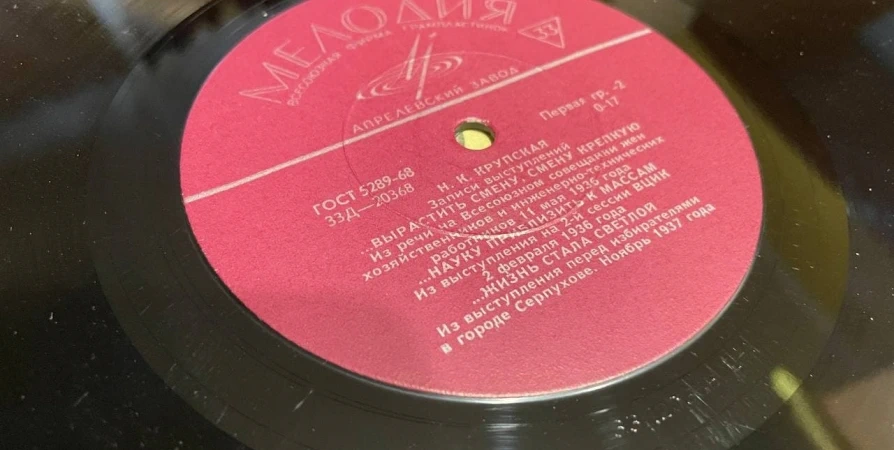 МЕЛОДИЯ
ВСЕСОЮЗНАЯ ФИРМА ГРАМПЛАСТИНОК
33
АПРЕЛЕВСКИЙ ЗАВОД
ГОСТ 5289-68
Первая гр. -2
33Д—20368
0-17
Н. К. КРУПСКАЯ
Записи выступлений
...ВЫРАСТИТЬ СМЕНУ, СМЕНУ КРЕПКУЮ
Из речи на Всесоюзном совещании жен
хозяйственников и инженерно-технических
работников 11 мая 1936 года
...НАУКУ ПРИБЛИЗИТЬ К МАССАМ
Из выступления на 2-й сессии ВЦИК
2 февраля 1936 года
...ЖИЗНЬ СТАЛА СВЕТЛОЙ
Из выступления перед избирателями
в городе Серпухове. Ноябрь 1937 года